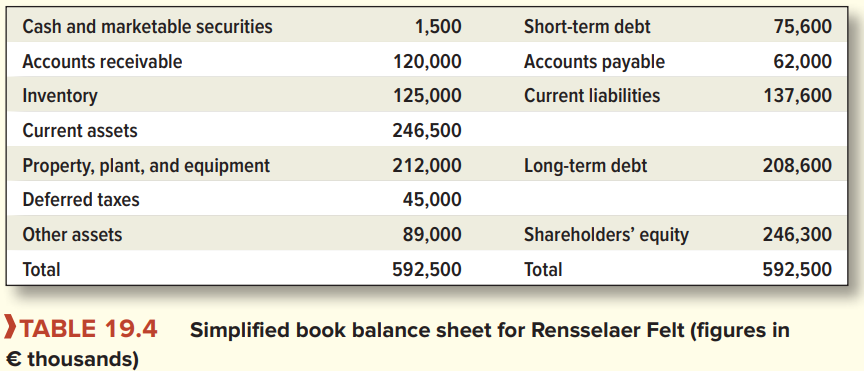 Cash and marketable securities 1,500 Short-term debt 75,600
Accounts receivable 120,000 Accounts payable 62,000
Inventory 125,000 Current liabilities 137,600
Current assets 246,500
Property, plant, and equipment 212,000 Long-term debt 208,600
Deferred taxes 45,000
Other assets 89,000 Shareholders’ equity 246,300
Total 592,500 Total 592,500
❱TABLE 19.4 Simplified book balance sheet for Rensselaer Felt (figures in
€ thousands)